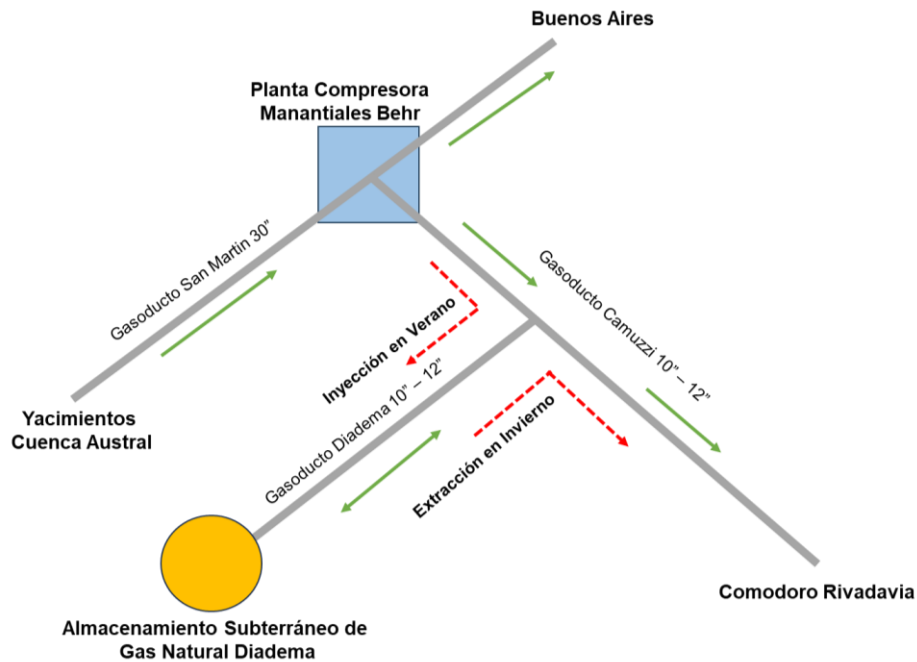 Buenos Aires
Planta Compresora
Manantiales Behr
Gasoducto San Martin 30”
Gasoducto Camuzzi 10” – 12”
Inyección en Verano
Gasoducto Diadema 10” – 12”
Extracción en Invierno
Yacimientos
Cuenca Austral
Comodoro Rivadavia
Almacenamiento Subterráneo de
Gas Natural Diadema